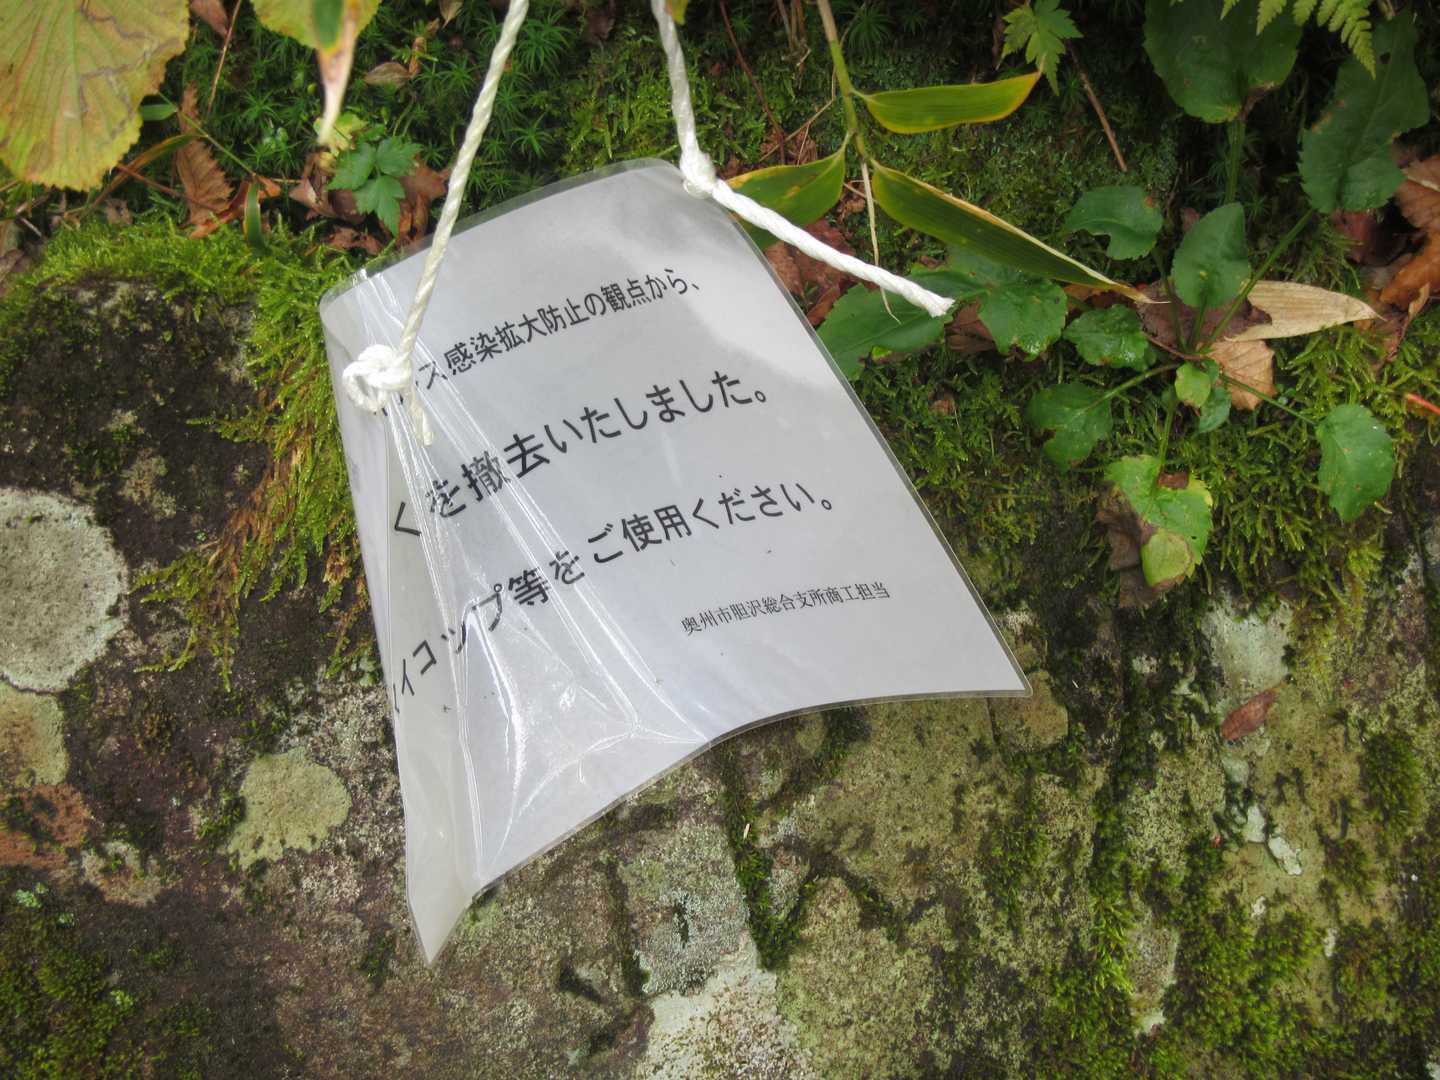 ス感染拡大防止の観点から、
くを撤去いたしました。
イコップ等をご使用ください。
奥州市胆沢総合支所商工担当